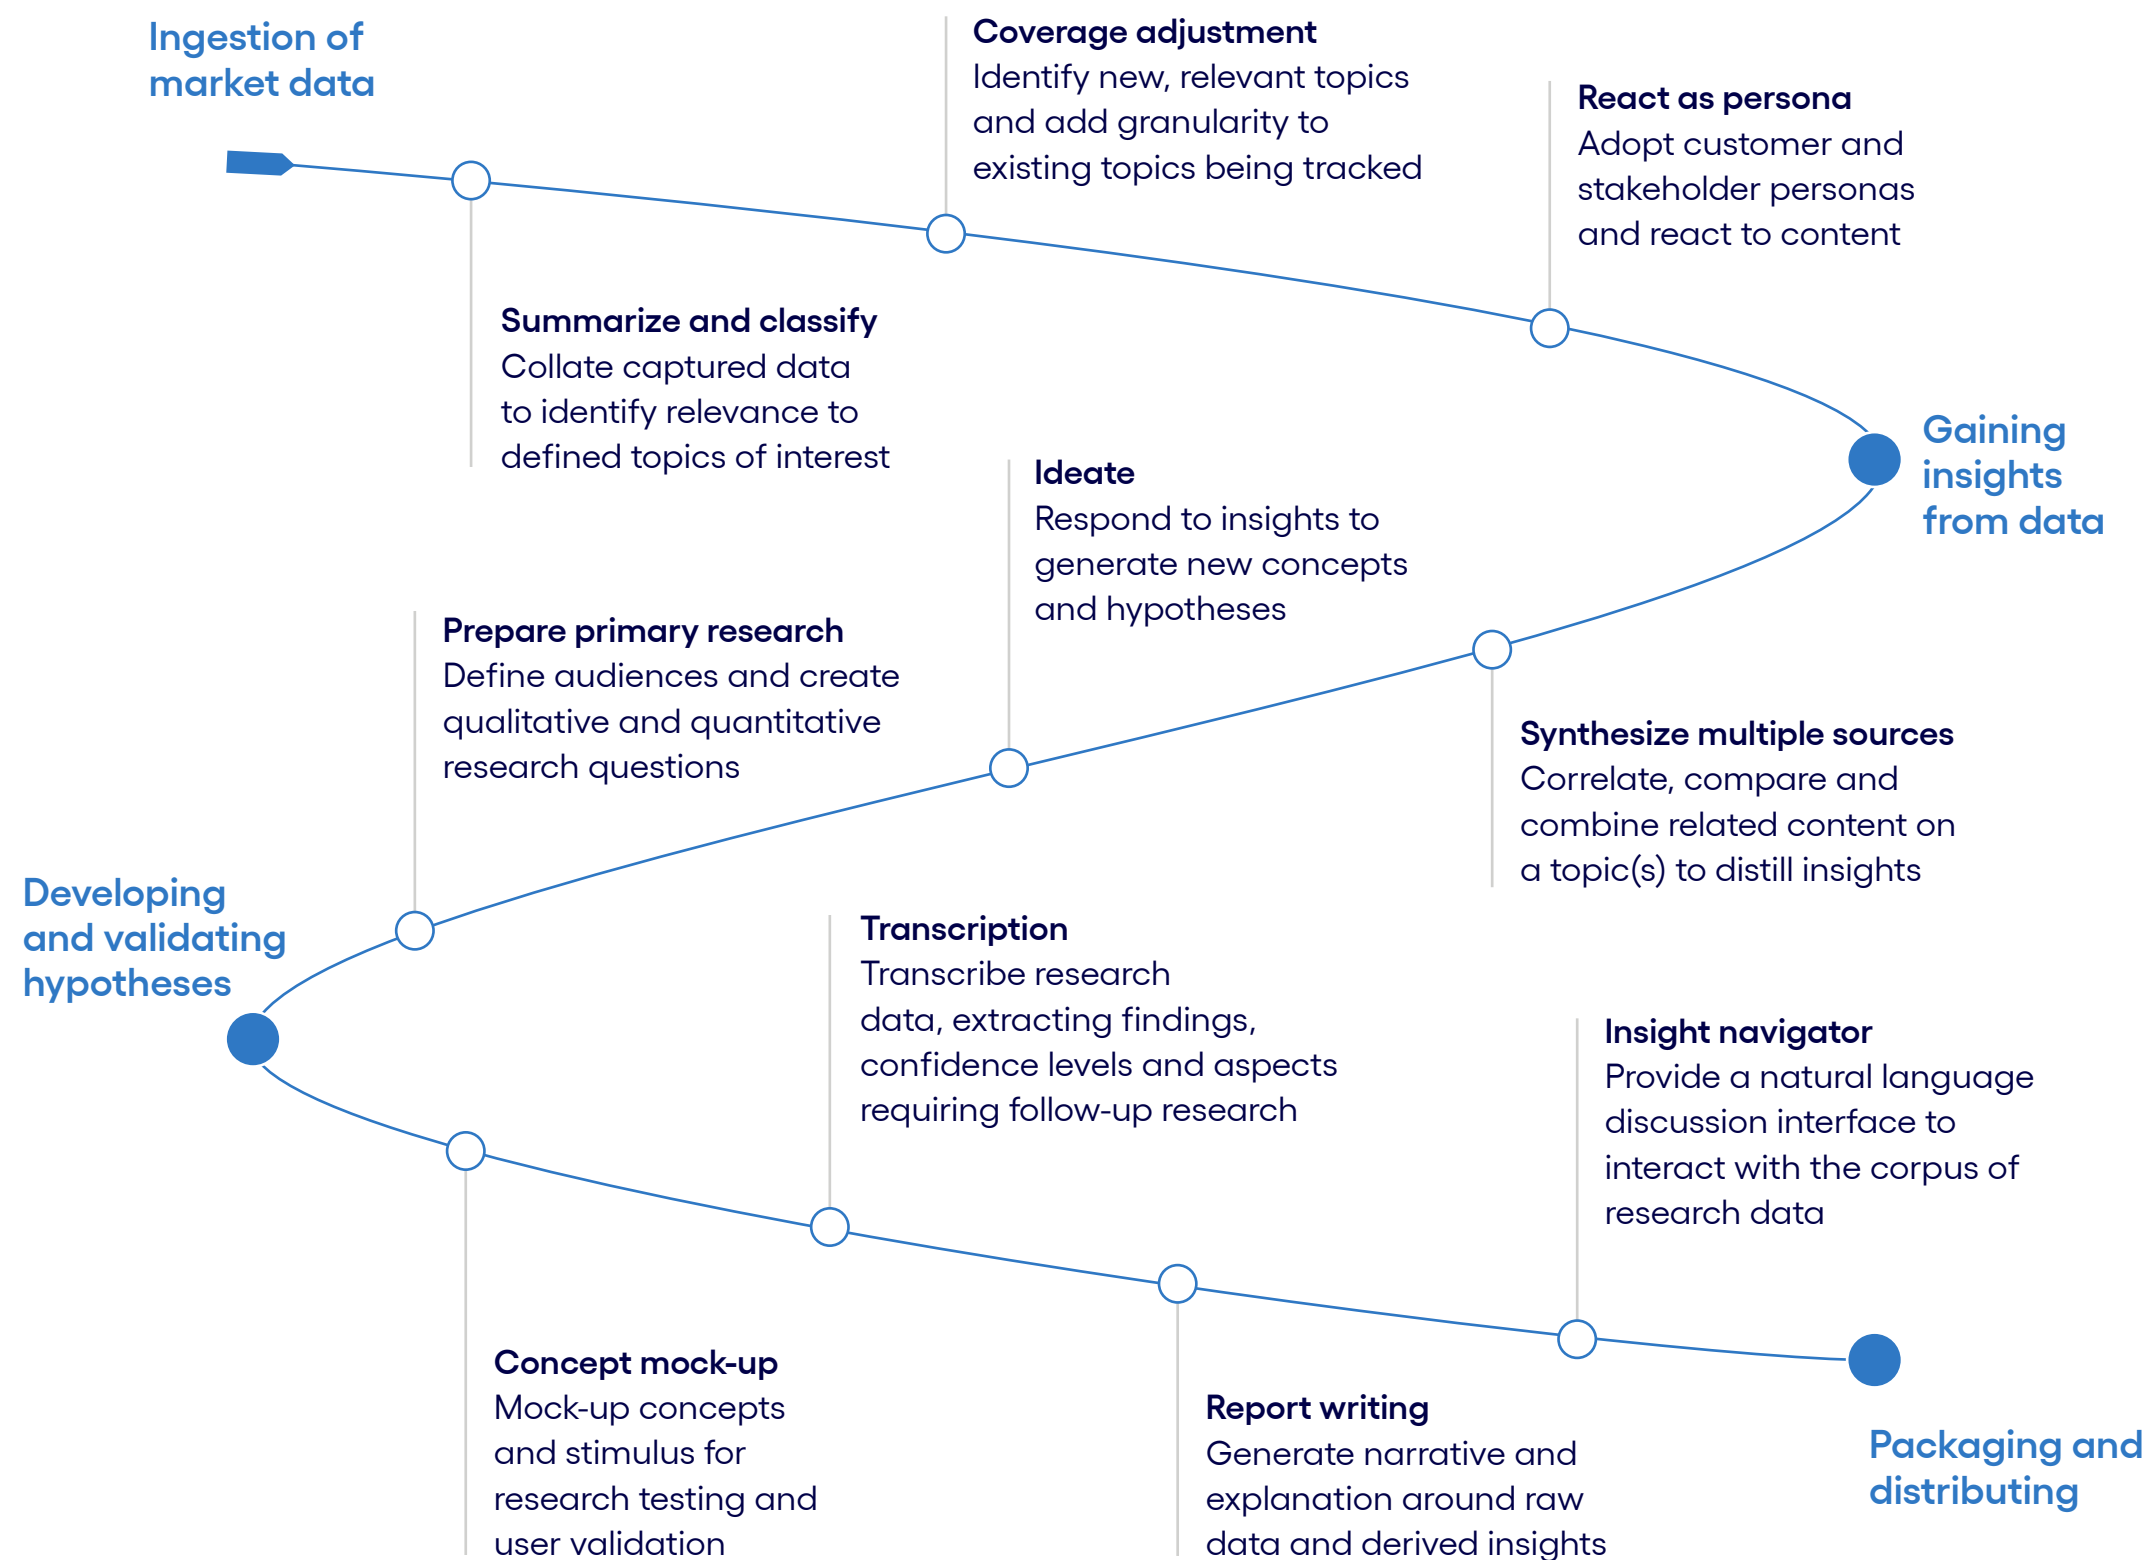 Ingestion of
market data
Coverage adjustment
Identify new, relevant topics
and add granularity to
existing topics being tracked
React as persona
Adopt customer and
stakeholder personas
and react to content
Summarize and classify
Collate captured data
to identify relevance to
defined topics of interest
Gaining
insights
from data
Ideate
Respond to insights to
generate new concepts
and hypotheses
Prepare primary research
Define audiences and create
qualitative and quantitative
research questions
Synthesize multiple sources
Correlate, compare and
combine related content on
a topic(s) to distill insights
Developing
and validating
hypotheses
Transcription
Transcribe research
data, extracting findings,
confidence levels and aspects
requiring follow-up research
Insight navigator
Provide a natural language
discussion interface to
interact with the corpus of
research data
Concept mock-up
Mock-up concepts
and stimulus for
research testing and
user validation
Report writing
Generate narrative and
explanation around raw
data and derived insights
Packaging and
distributing